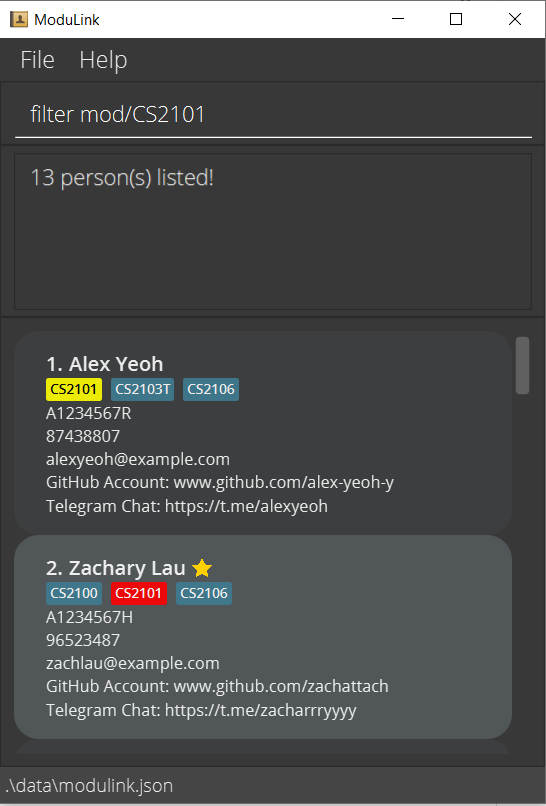 ModuLink
File Help
filter mod/CS2101
13 person(s) listed!
1. Alex Yeoh
CS2101 CS2103T CS2106
A1234567R
87438807
alexyeoh@example.com
GitHub Account: www.github.com/alex-yeoh-y
Telegram Chat: https://t.me/alexyeoh
2. Zachary Lau
CS2100 CS2101 CS2106
A1234567H
96523487
zachlau@example.com
GitHub Account: www.github.com/zachattach
Telegram Chat: https://t.me/zacharrryyyy
.\data\modulink.json